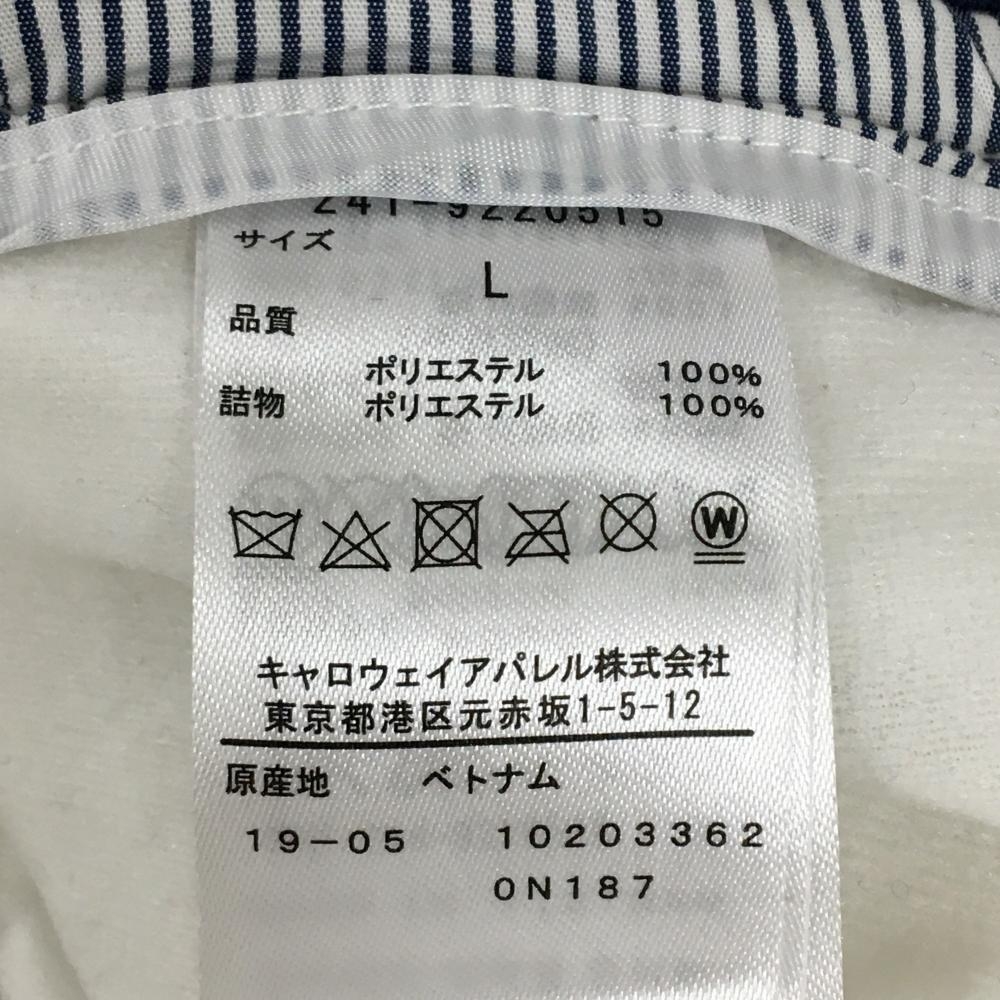 241-9220515
サイズ
L
品質
ポリエステル 100%
詰物 ポリエステル 100%
W
キャロウェイアパレル株式会社
東京都港区元赤坂1-5-12
原産地 ベトナム
19-05 10203362
0N187